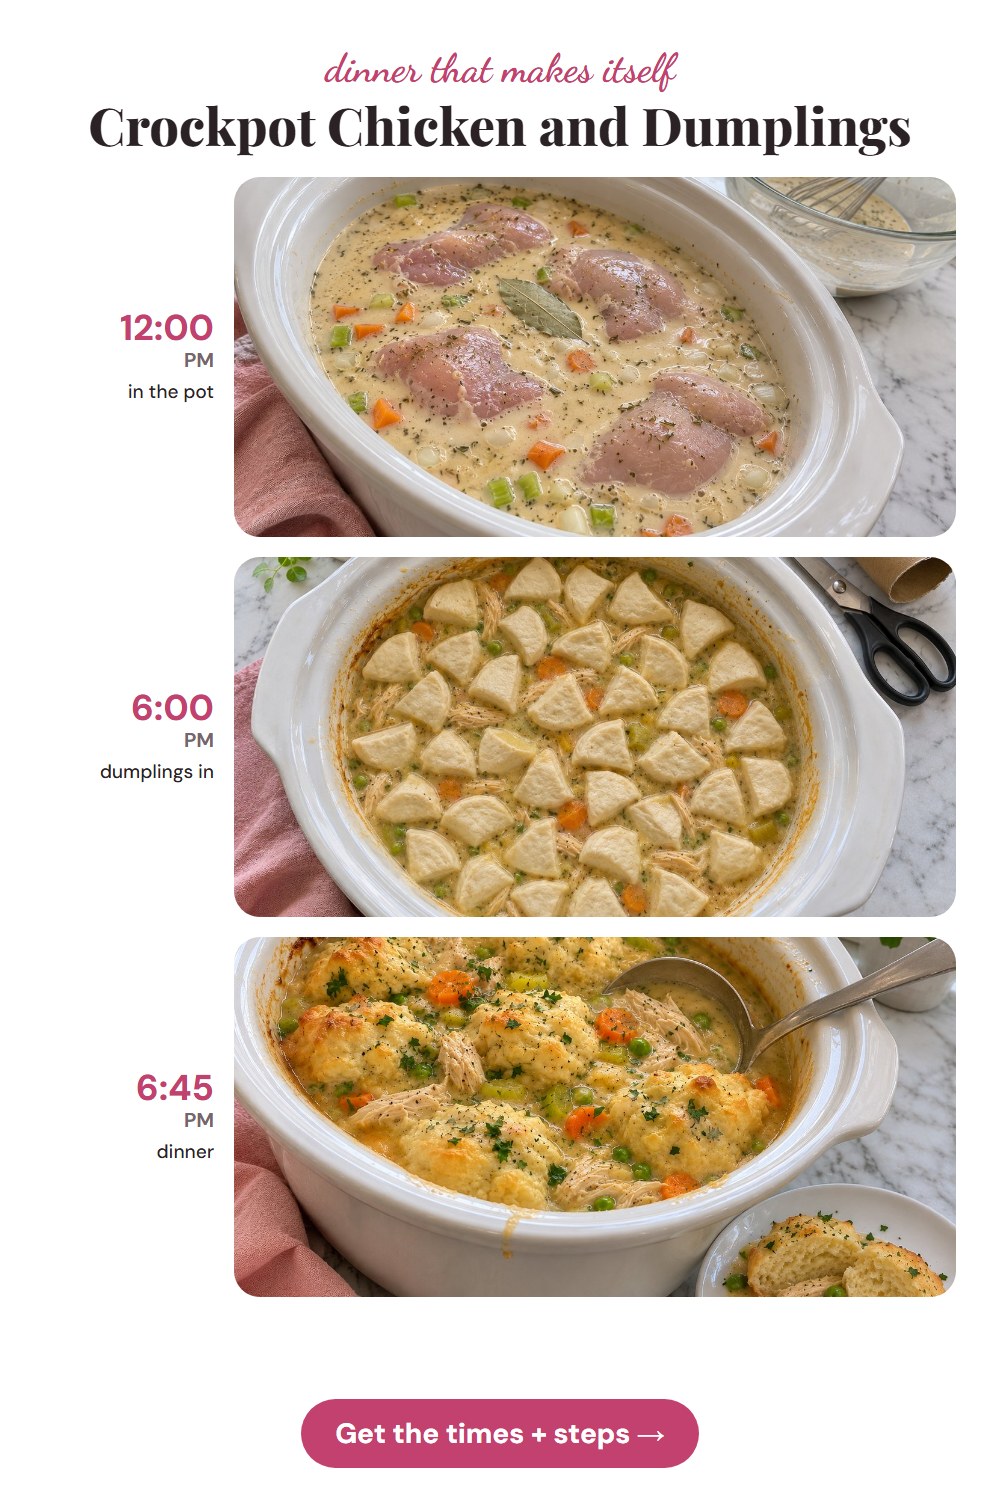 dinner that makes itself
Crockpot Chicken and Dumplings
12:00
PM
in the pot
6:00
PM
dumplings in
6:45
PM
dinner
Get the times + steps →